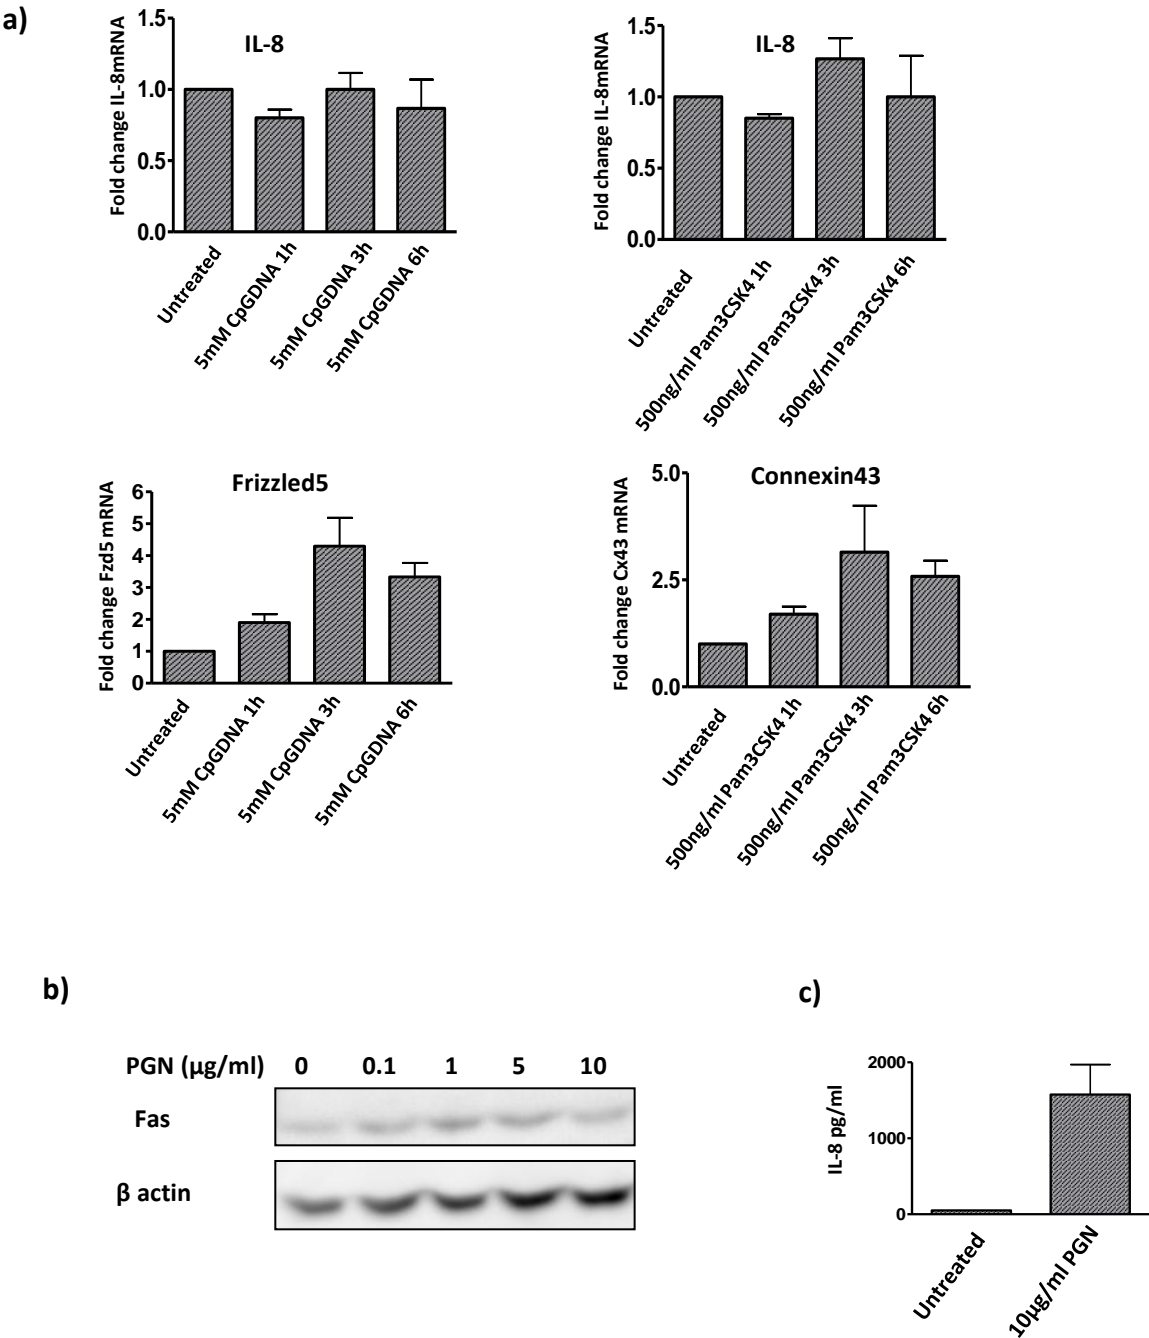 a)
IL-8
Fold change IL-8mRNA
1.5
1.0
0.5
0.0
Untreated
5mM CpGDNA 1h
5mM CpGDNA 3h
5mM CpGDNA 6h
IL-8
Fold change IL-8mRNA
1.5
1.0
0.5
0.0
Untreated
500ng/ml Pam3CSK4 1h
500ng/ml Pam3CSK4 3h
500ng/ml Pam3CSK4 6h
Frizzled5
Fold change Fzd5 mRNA
6
5
4
3
2
1
0
Untreated
5mM CpGDNA 1h
5mM CpGDNA 3h
5mM CpGDNA 6h
Connexin43
Fold change Cx43 mRNA
5.0
2.5
0.0
Untreated
500ng/ml Pam3CSK4 1h
500ng/ml Pam3CSK4 3h
500ng/ml Pam3CSK4 6h
b)
PGN (µg/ml) 0 0.1 1 5 10
Fas
β actin
c)
IL-8 pg/ml
2000
1000
0
Untreated
10µg/ml PGN